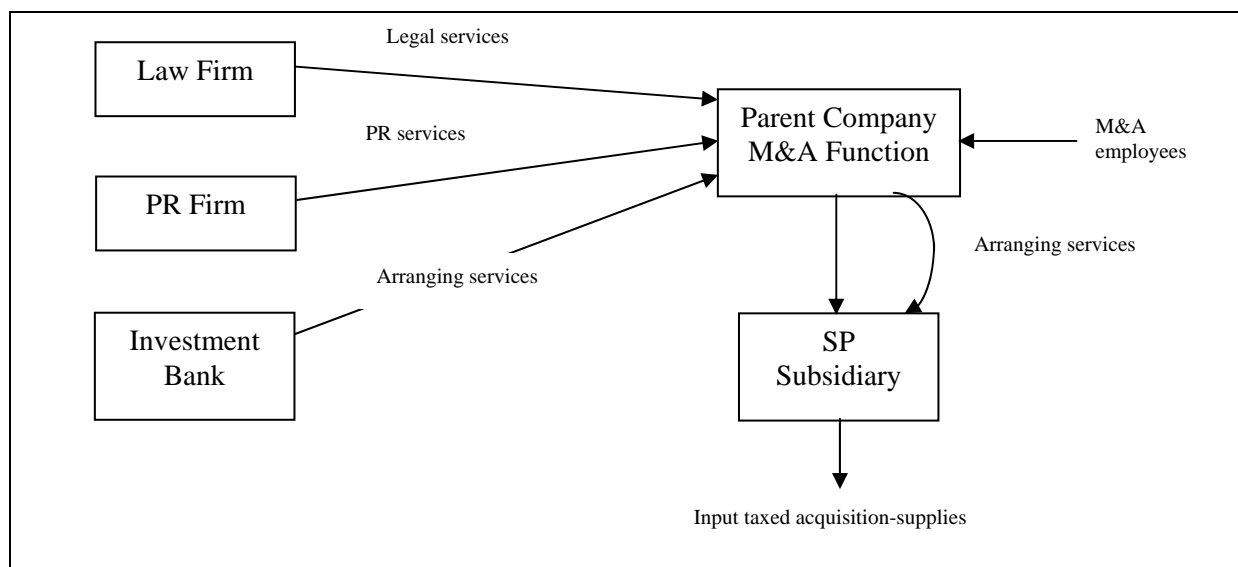 Legal services
Law Firm
Parent Company
M&A Function
PR services
M&A
employees
PR Firm
Arranging services
Arranging services
Investment
Bank
SP
Subsidiary
Input taxed acquisition-supplies